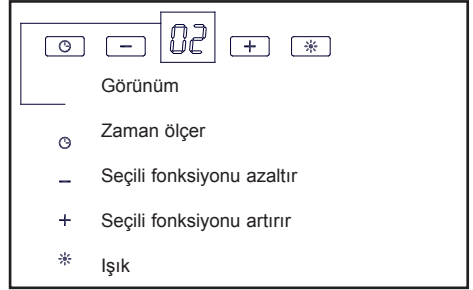 02
Görünüm
Zaman ölçer
– Seçili fonksiyonu azaltır
+ Seçili fonksiyonu artırır
Işık